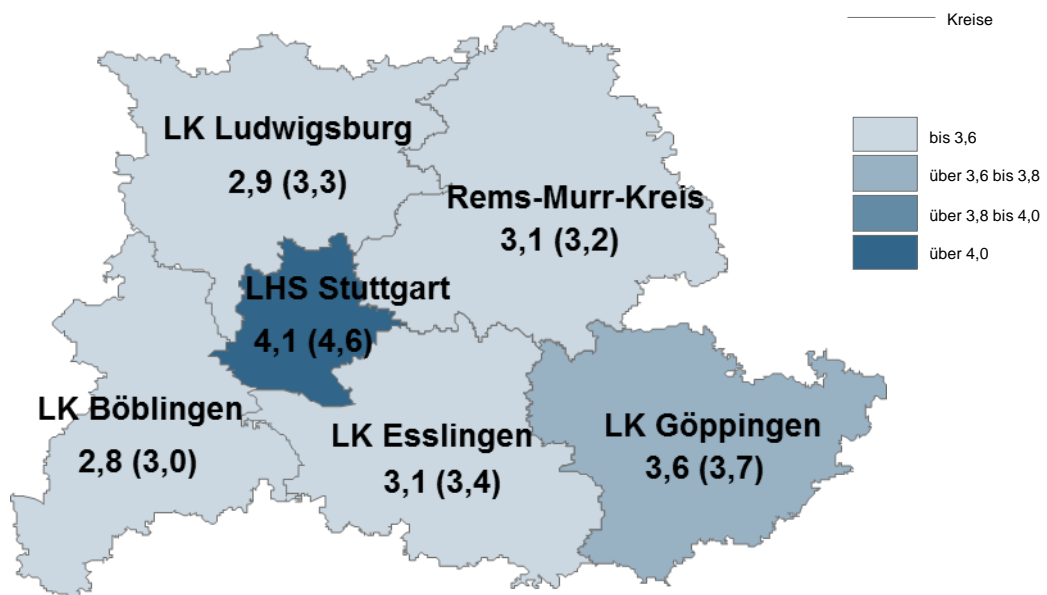 Kreise
bis 3,6
über 3,6 bis 3,8
über 3,8 bis 4,0
über 4,0
LK Ludwigsburg
2,9 (3,3)
Rems-Murr-Kreis
3,1 (3,2)
LHS Stuttgart
4,1 (4,6)
LK Böblingen
2,8 (3,0)
LK Esslingen
3,1 (3,4)
LK Göppingen
3,6 (3,7)